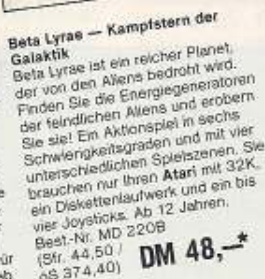 Beta Lyrae — Kampfstern der
Galaktik
Beta Lyrae ist ein reicher Planet,
der von den Aliens bedroht wird.
Finden Sie die Energiegeneratoren
der feindlichen Aliens und erobern
Sie sie! Ein Aktionspiel in sechs
Schwierigkeitsgraden und mit vier
unterschiedlichen Spielszenen. Sie
brauchen nur Ihren Atari mit 32K,
ein Diskettenlaufwerk und ein bis
vier Joysticks. Ab 12 Jahren.
Best.-Nr. MD 220B
(Sfr. 44,50 /
öS 374,40) DM 48,—*